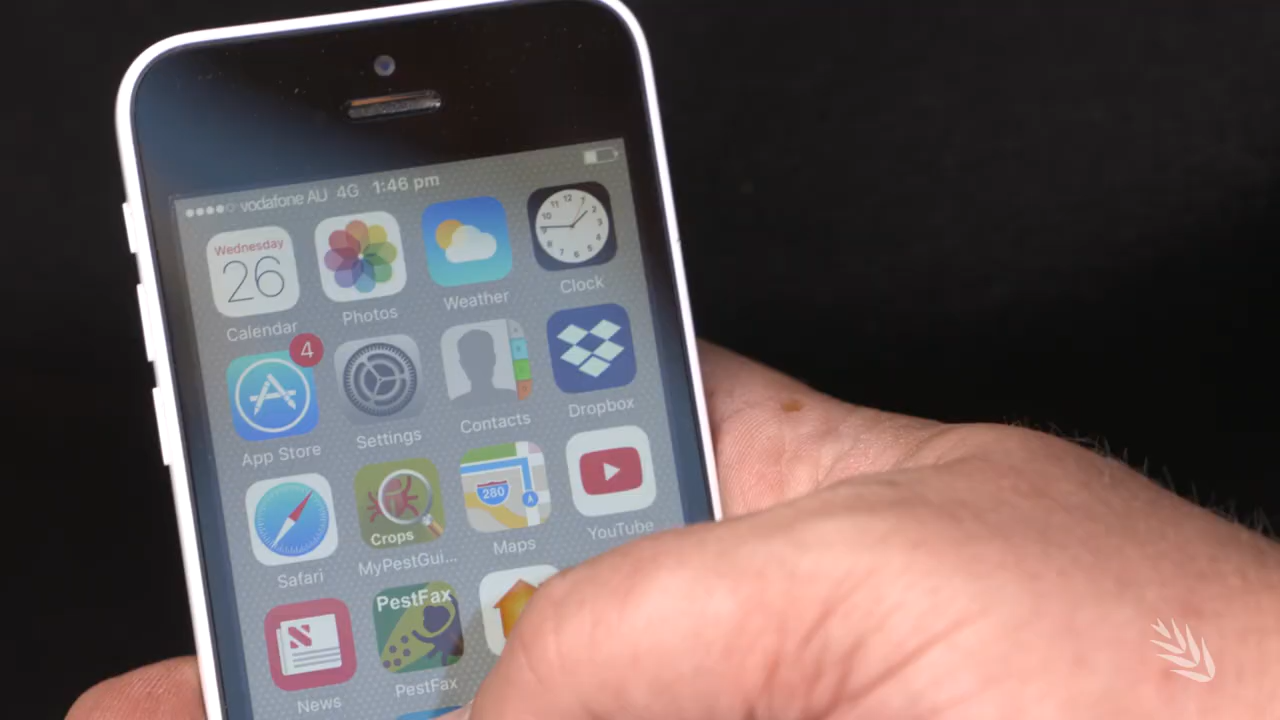 vodafone AU 4G 1:46 pm
Wednesday
26
Calendar
Photos
Weather
Clock
4
App Store
Settings
Contacts
Dropbox
280
Crops
Safari
MyPestGui...
Maps
YouTube
PestFax
News
PestFax